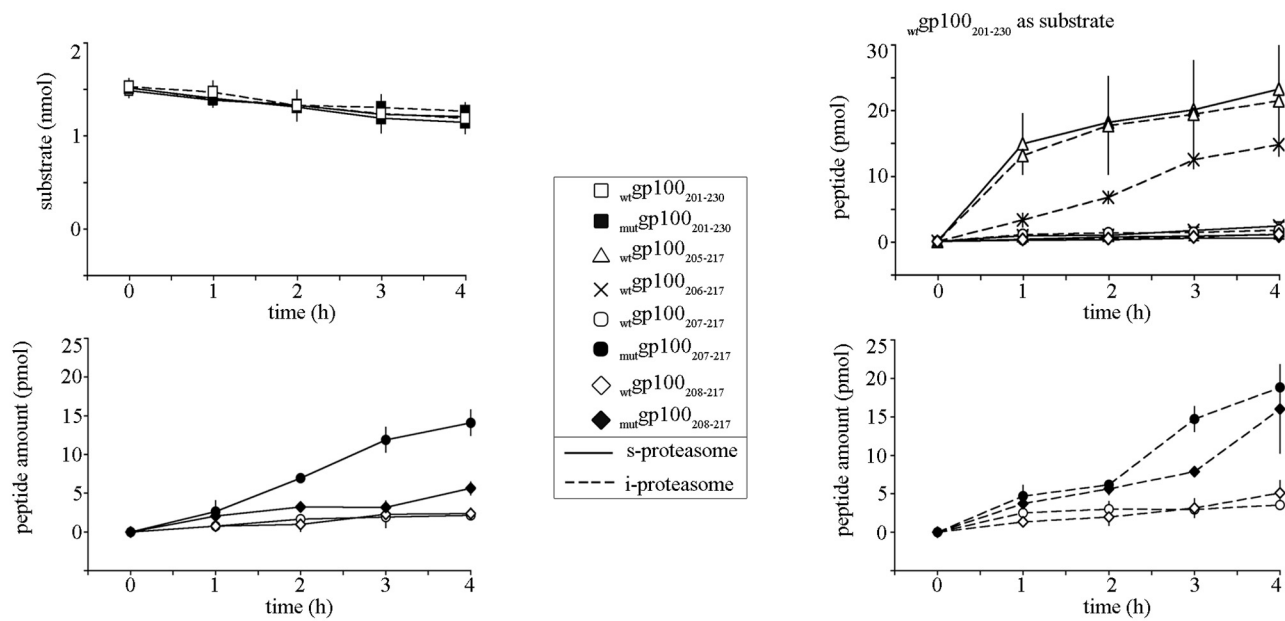 2
1
0
substrate (nmol)
0 1 2 3 4
time (h)
wtgp100201-230 as substrate
30
20
10
0
peptide (pmol)
0 1 2 3 4
time (h)
wtgp100201-230
mutgp100201-230
wtgp100205-217
wtgp100206-217
wtgp100207-217
mutgp100207-217
wtgp100208-217
mutgp100208-217
s-proteasome
i-proteasome
25
20
15
10
5
0
peptide amount (pmol)
0 1 2 3 4
time (h)
25
20
15
10
5
0
peptide amount (pmol)
0 1 2 3 4
time (h)